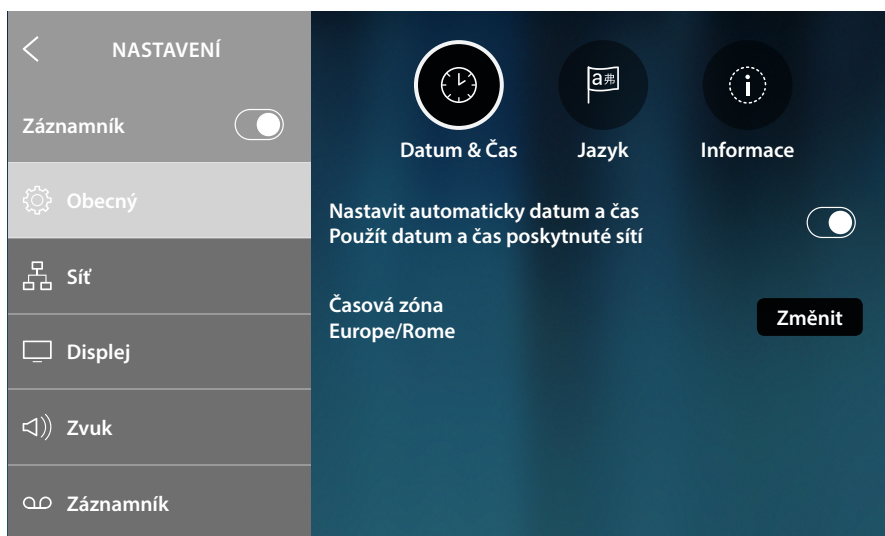 NASTAVENÍ
Záznamník
Obecný
Síť
Displej
Zvuk
Záznamník
Datum & Čas
Jazyk
Informace
Nastavit automaticky datum a čas
Použít datum a čas poskytnuté sítí
Časová zóna
Europe/Rome
Změnit